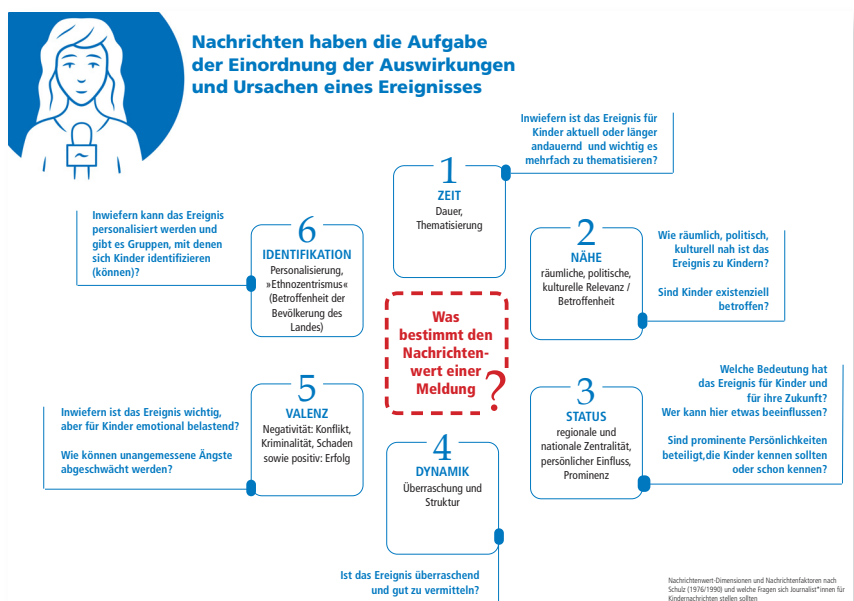 Nachrichten haben die Aufgabe
der Einordnung der Auswirkungen
und Ursachen eines Ereignisses
Inwiefern ist das Ereignis für
Kinder aktuell oder länger
andauernd und wichtig es
mehrfach zu thematisieren?
1
ZEIT
Dauer,
Thematisierung
2
NÄHE
räumliche, politische,
kulturelle Relevanz /
Betroffenheit
Wie räumlich, politisch,
kulturell nah ist das
Ereignis zu Kindern?
Sind Kinder existenziell
betroffen?
3
STATUS
regionale und
nationale Zentralität,
persönlicher Einfluss,
Prominenz
Welche Bedeutung hat
das Ereignis für Kinder und
für ihre Zukunft?
Wer kann hier etwas beeinflussen?
Sind prominente Persönlichkeiten
beteiligt,die Kinder kennen sollten
oder schon kennen?
4
DYNAMIK
Überraschung und
Struktur
Ist das Ereignis überraschend
und gut zu vermitteln?
5
VALENZ
Negativität: Konflikt,
Kriminalität, Schaden
sowie positiv: Erfolg
Inwiefern ist das Ereignis wichtig,
aber für Kinder emotional belastend?
Wie können unangemessene Ängste
abgeschwächt werden?
6
IDENTIFIKATION
Personalisierung,
»Ethnozentrismus«
(Betroffenheit der
Bevölkerung des
Landes)
Inwiefern kann das Ereignis
personalisiert werden und
gibt es Gruppen, mit denen
sich Kinder identifizieren
(können)?
Was
bestimmt den
Nachrichten-
wert einer
Meldung
?
Nachrichtenwert-Dimensionen und Nachrichtenfaktoren nach
Schulz (1976/1990) und welche Fragen sich Journalist*innen für
Kindernachrichten stellen sollten